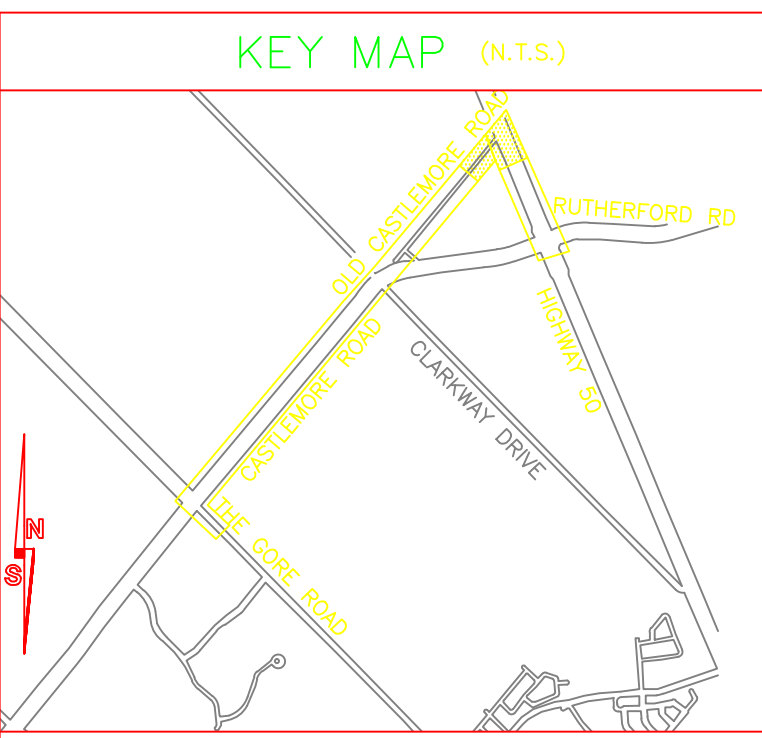 KEY MAP (N.T.S.)
OLD CASTLEMORE ROAD
RUTHERFORD RD
HIGHWAY 50
CASTLEMORE ROAD
CLARKWAY DRIVE
THE GORE ROAD
N
S